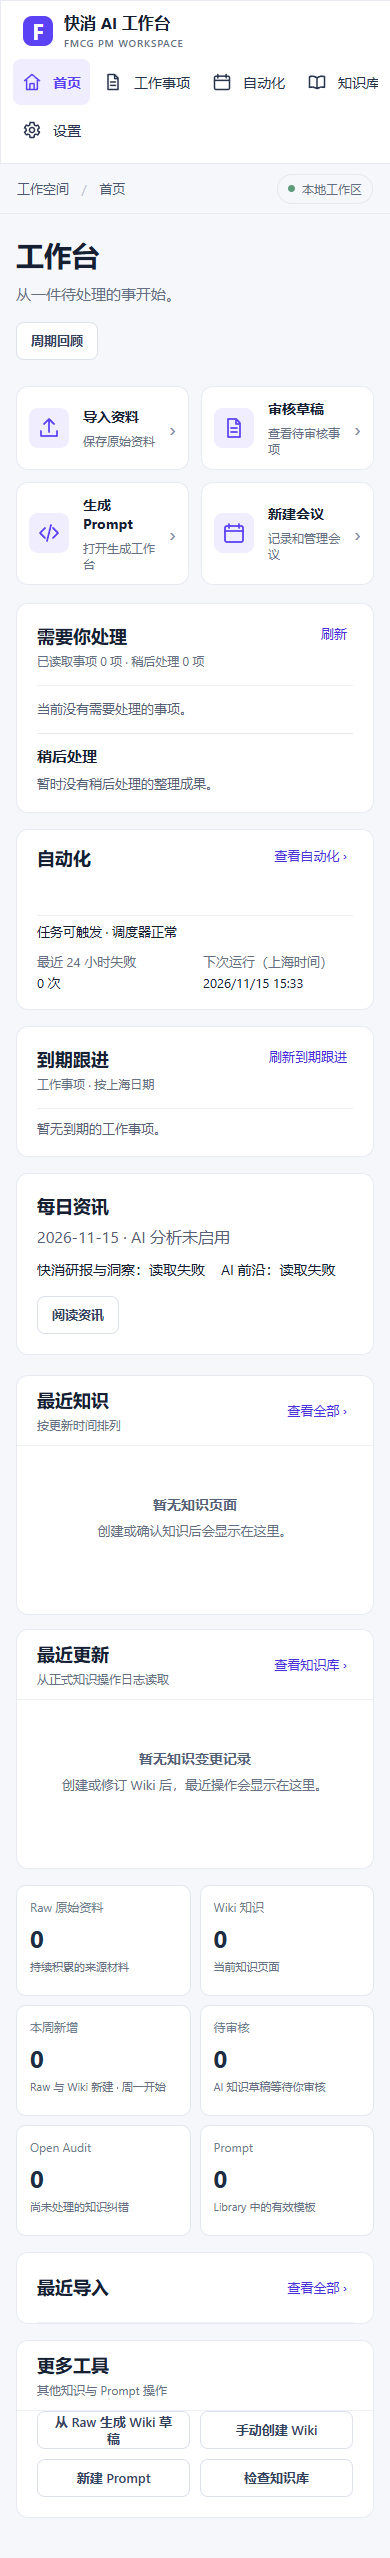 F
快消 AI 工作台
FMCG PM WORKSPACE
首页
工作事项
自动化
知识库
设置
工作空间 / 首页
本地工作区
工作台
从一件待处理的事开始。
周期回顾
导入资料
保存原始资料
›
审核草稿
查看待审核事
项
›
生成
Prompt
打开生成工作
台
›
新建会议
记录和管理会
议
›
需要你处理
刷新
已读取事项 0 项 · 稍后处理 0 项
当前没有需要处理的事项。
稍后处理
暂时没有稍后处理的整理成果。
自动化
查看自动化 ›
任务可触发 · 调度器正常
最近 24 小时失败
0 次
下次运行（上海时间）
2026/11/15 15:33
到期跟进
刷新到期跟进
工作事项 · 按上海日期
暂无到期的工作事项。
每日资讯
2026-11-15 · AI 分析未启用
快消研报与洞察：读取失败 AI 前沿：读取失败
阅读资讯
最近知识
按更新时间排列
查看全部 ›
暂无知识页面
创建或确认知识后会显示在这里。
最近更新
从正式知识操作日志读取
查看知识库 ›
暂无知识变更记录
创建或修订 Wiki 后，最近操作会显示在这里。
Raw 原始资料
0
持续积累的来源材料
Wiki 知识
0
当前知识页面
本周新增
0
Raw 与 Wiki 新建 · 周一开始
待审核
0
AI 知识草稿等待你审核
Open Audit
0
尚未处理的知识纠错
Prompt
0
Library 中的有效模板
最近导入
查看全部 ›
更多工具
其他知识与 Prompt 操作
从 Raw 生成 Wiki 草
稿
手动创建 Wiki
新建 Prompt
检查知识库